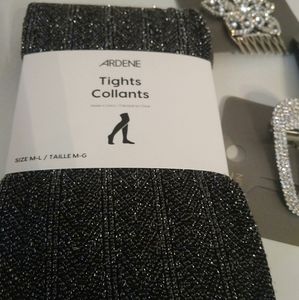 ARDENE
Tights
Collants
SIZE M-L / TAILLE M-G